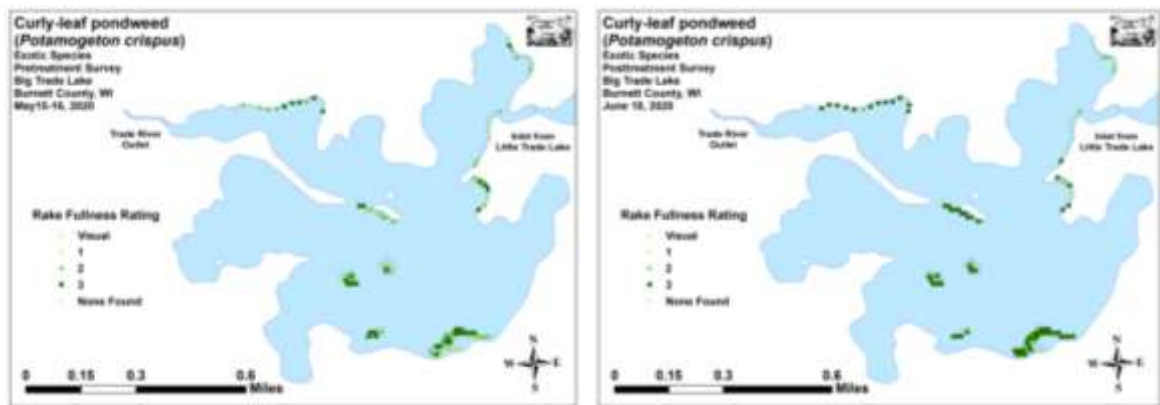 Curly-leaf pondweed
(Potamogeton crispus)
Exotic Species
Pretreatment Survey
Big Trade Lake
Burnett County, WI
May15-16, 2020
Trade River
Outlet
Inlet from
Little Trade Lake
Rake Fullness Rating
Visual
1
2
3
None Found
N
W E
S
0 0.15 0.3 0.6
Miles
Curly-leaf pondweed
(Potamogeton crispus)
Exotic Species
Posttreatment Survey
Big Trade Lake
Burnett County, WI
June 18, 2020
Trade River
Outlet
Inlet from
Little Trade Lake
Rake Fullness Rating
Visual
1
2
3
None Found
N
W E
S
0 0.15 0.3 0.6
Miles